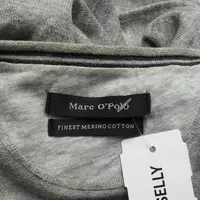 Marc O'Polo
FINEST MERINO COTTON
SELLY